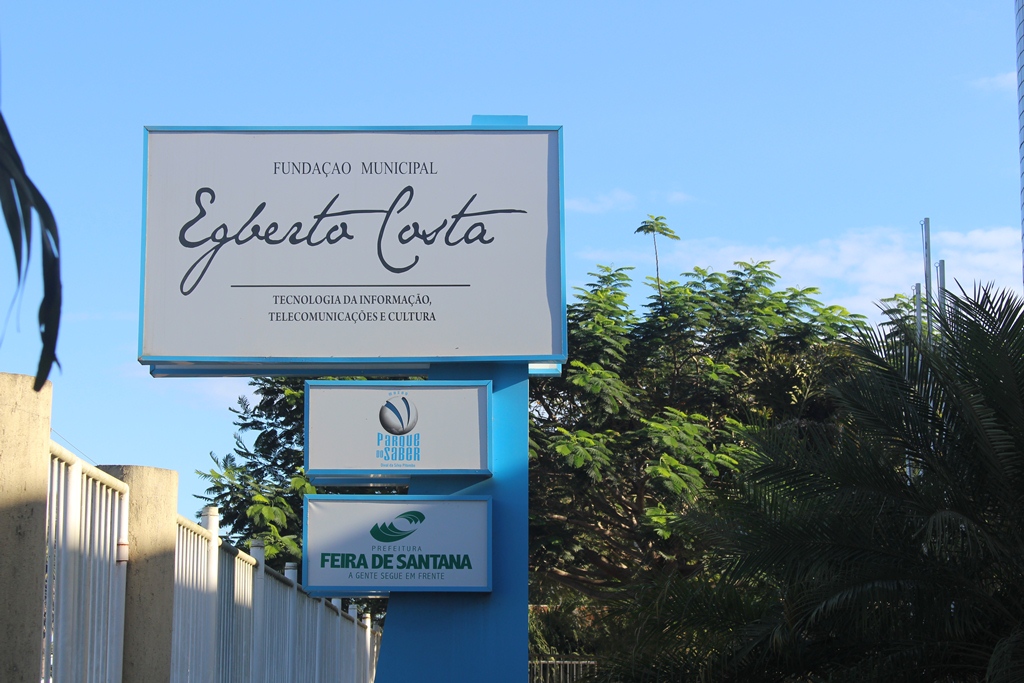 FUNDAÇAO MUNICIPAL
Egberto Costa
TECNOLOGIA DA INFORMAÇÃO,
TELECOMUNICAÇÕES E CULTURA
PARQUE
DO SABER
PREFEITURA
FEIRA DE SANTANA
A GENTE SEGUE EM FRENTE